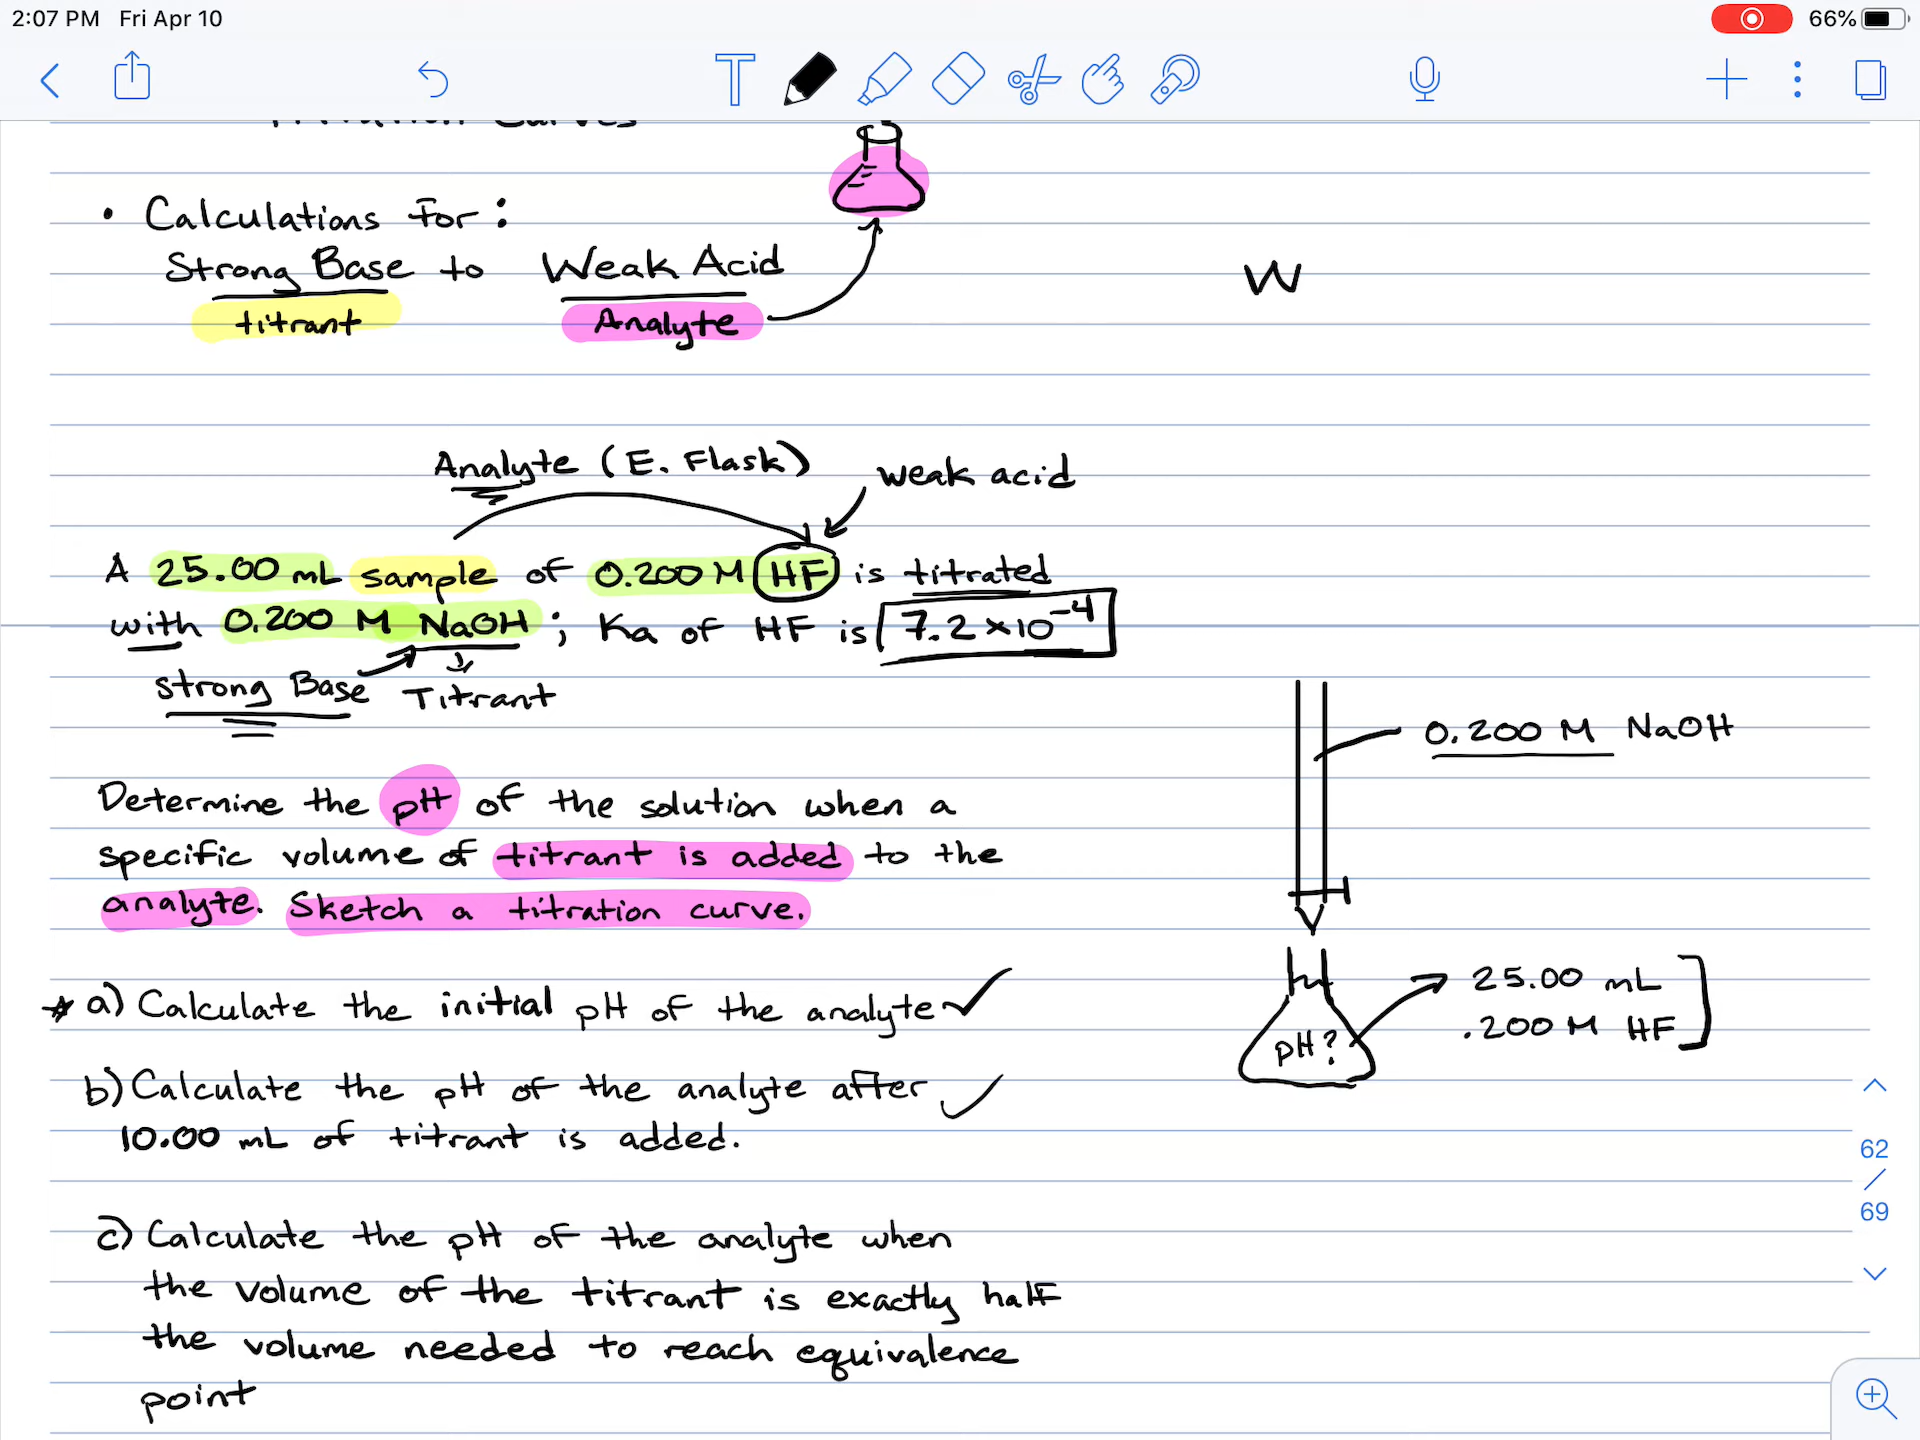 2:07 PM Fri Apr 10
66%
Titration Curves
• Calculations For:
Strong Base to Weak Acid
titrant Analyte
W
Analyte (E. Flask)
weak acid
A 25.00 mL sample of 0.200 M HF is titrated
with 0.200 M NaOH ; Ka of HF is 7.2 × 10⁻⁴
strong Base Titrant
0.200 M NaOH
Determine the pH of the solution when a
specific volume of titrant is added to the
analyte. Sketch a titration curve.
a) Calculate the initial pH of the analyte ✓
25.00 mL
.200 M HF
pH?
b) Calculate the pH of the analyte after ✓
10.00 mL of titrant is added.
c) Calculate the pH of the analyte when
the volume of the titrant is exactly half
the volume needed to reach equivalence
point
62
/
69